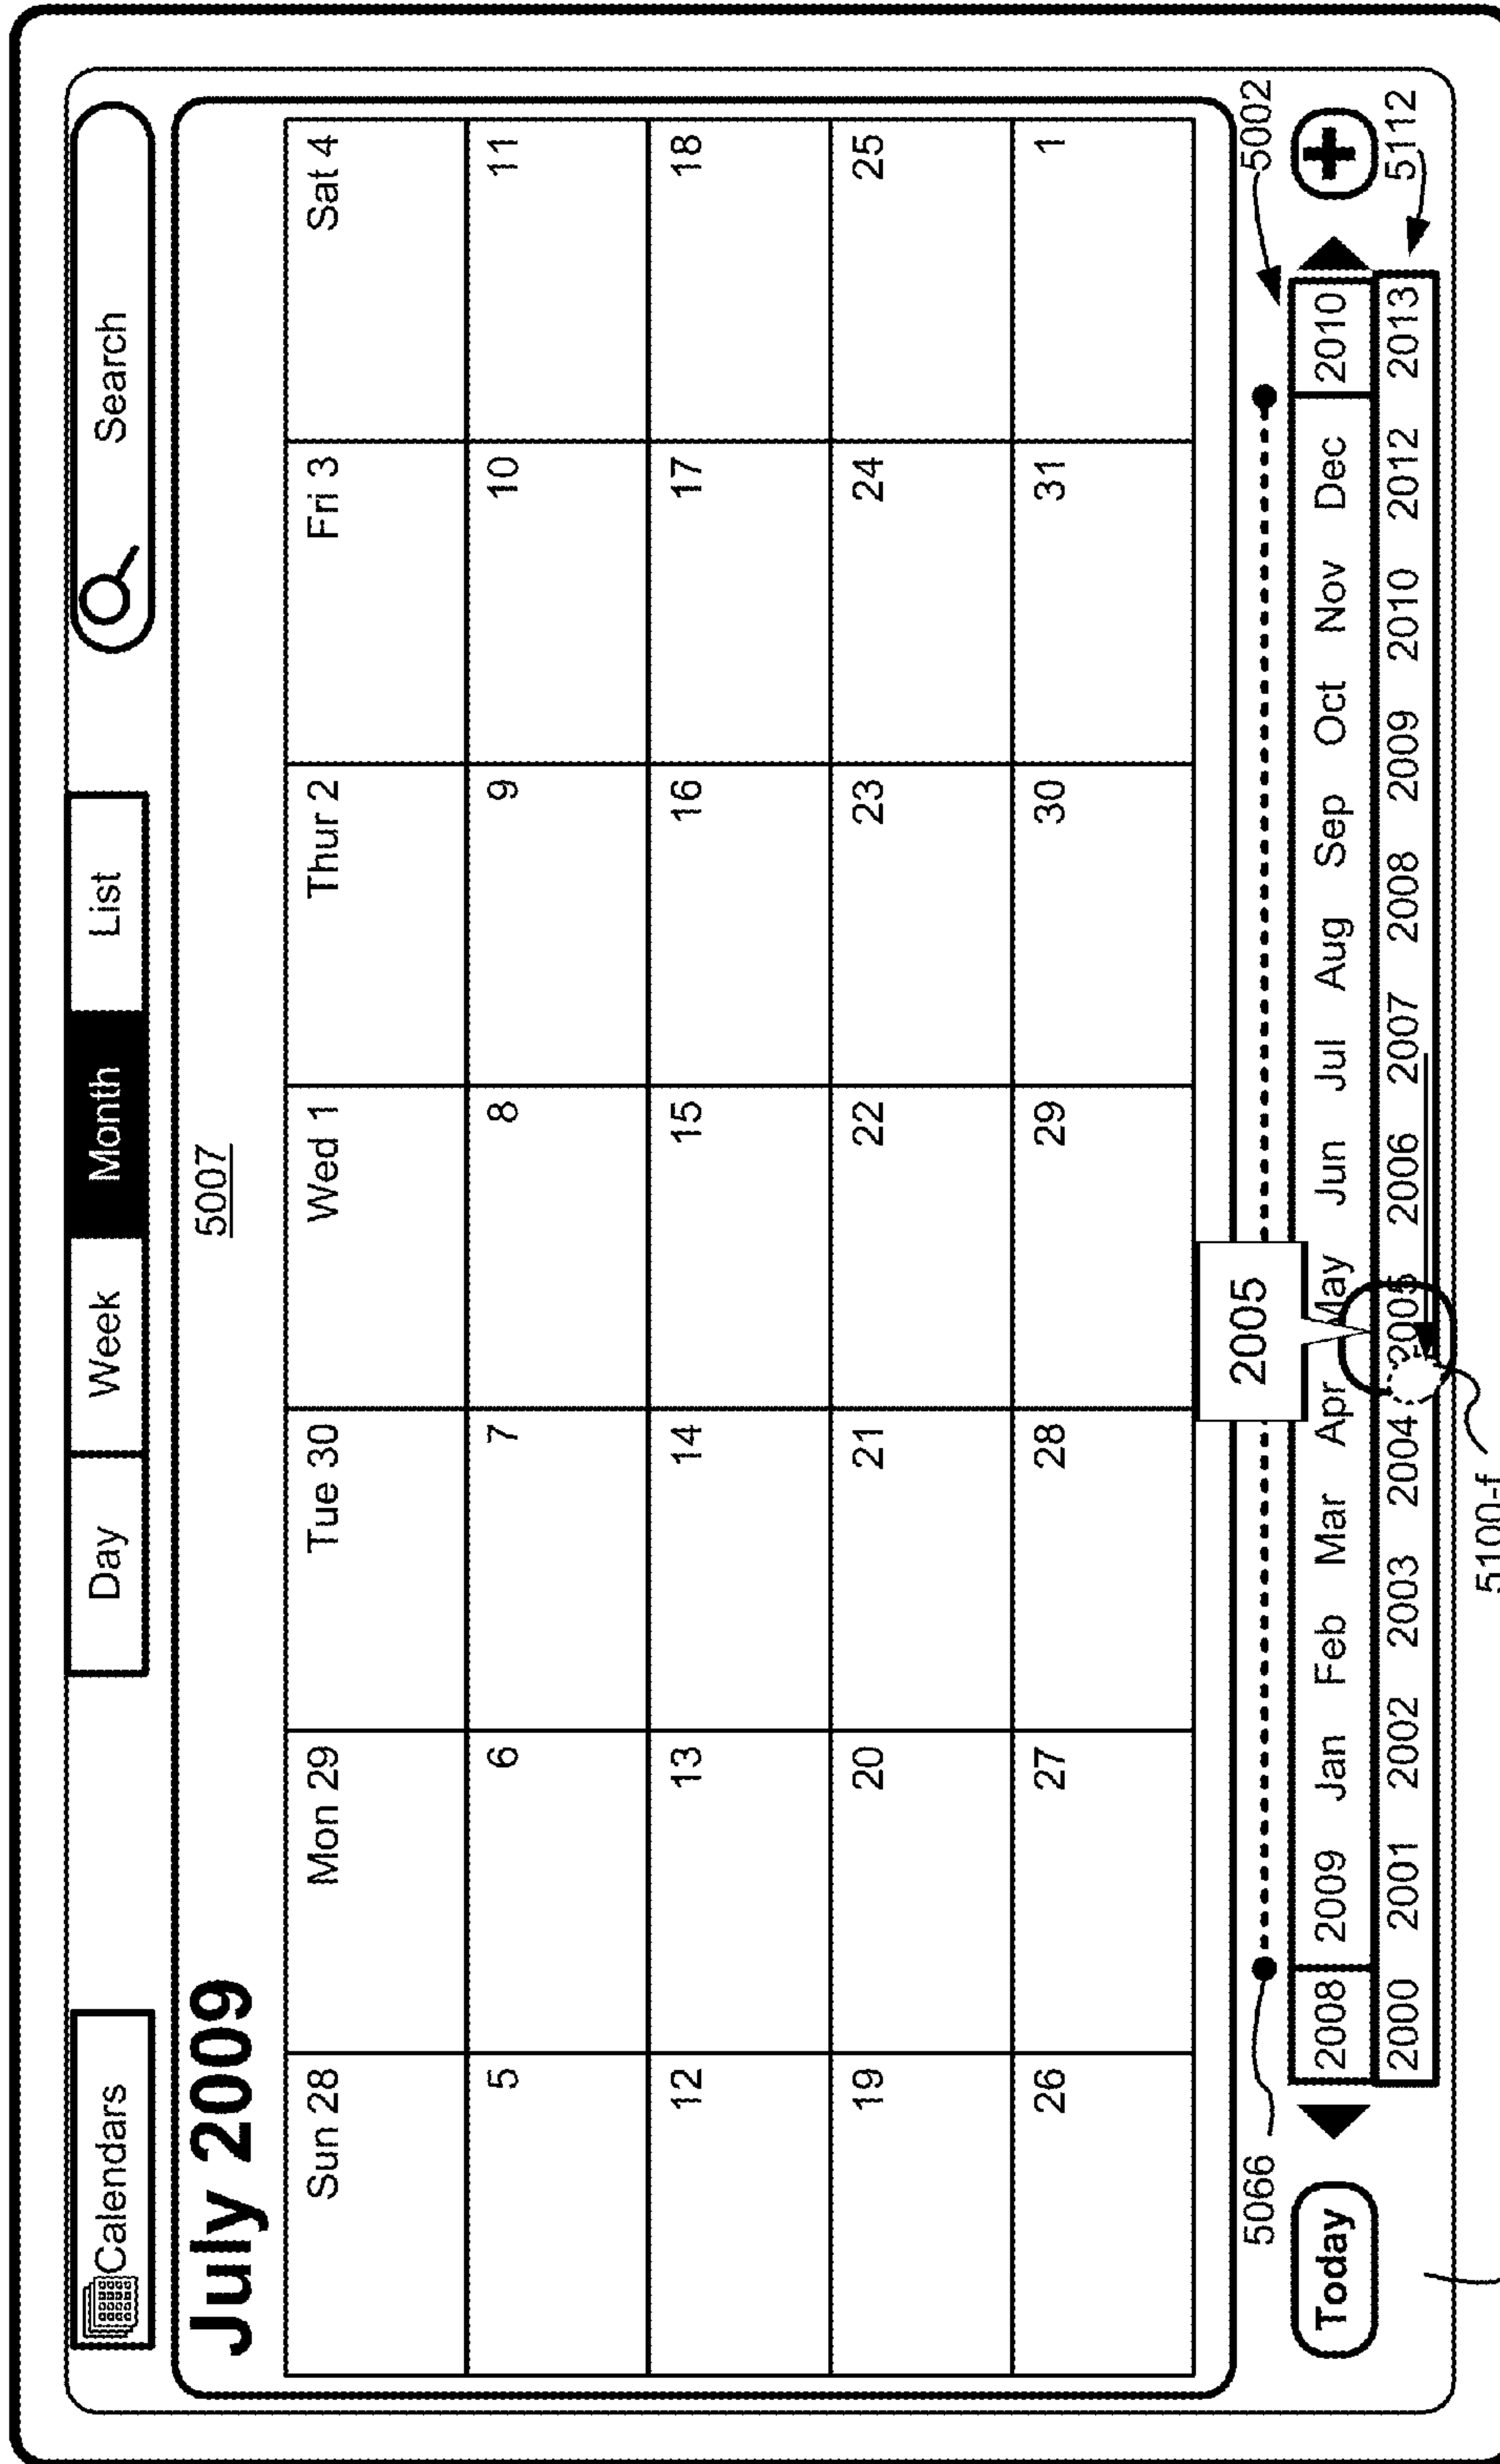 Calendars
Day Week Month List
Search
July 2009
5007
Sun 28 Mon 29 Tue 30 Wed 1 Thur 2 Fri 3 Sat 4
5 6 7 8 9 10 11
12 13 14 15 16 17 18
19 20 21 22 23 24 25
26 27 28 29 30 31 1
5066
2005
5002
Today
2008 2009 Jan Feb Mar Apr May Jun Jul Aug Sep Oct Nov Dec 2010
2000 2001 2002 2003 2004 2005 2006 2007 2008 2009 2010 2012 2013
5112
5100-f